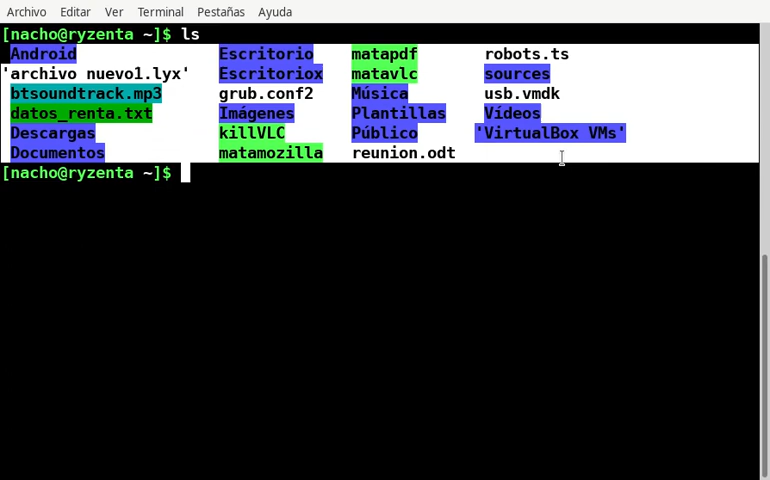 Archivo Editar Ver Terminal Pestañas Ayuda
[nacho@ryzenta ~]$ ls
Android Escritorio matapdf robots.ts
'archivo nuevo1.lyx' Escritoriox matavlc sources
btsoundtrack.mp3 grub.conf2 Música usb.vmdk
datos_renta.txt Imágenes Plantillas Vídeos
Descargas killVLC Público 'VirtualBox VMs'
Documentos matamozilla reunion.odt
[nacho@ryzenta ~]$